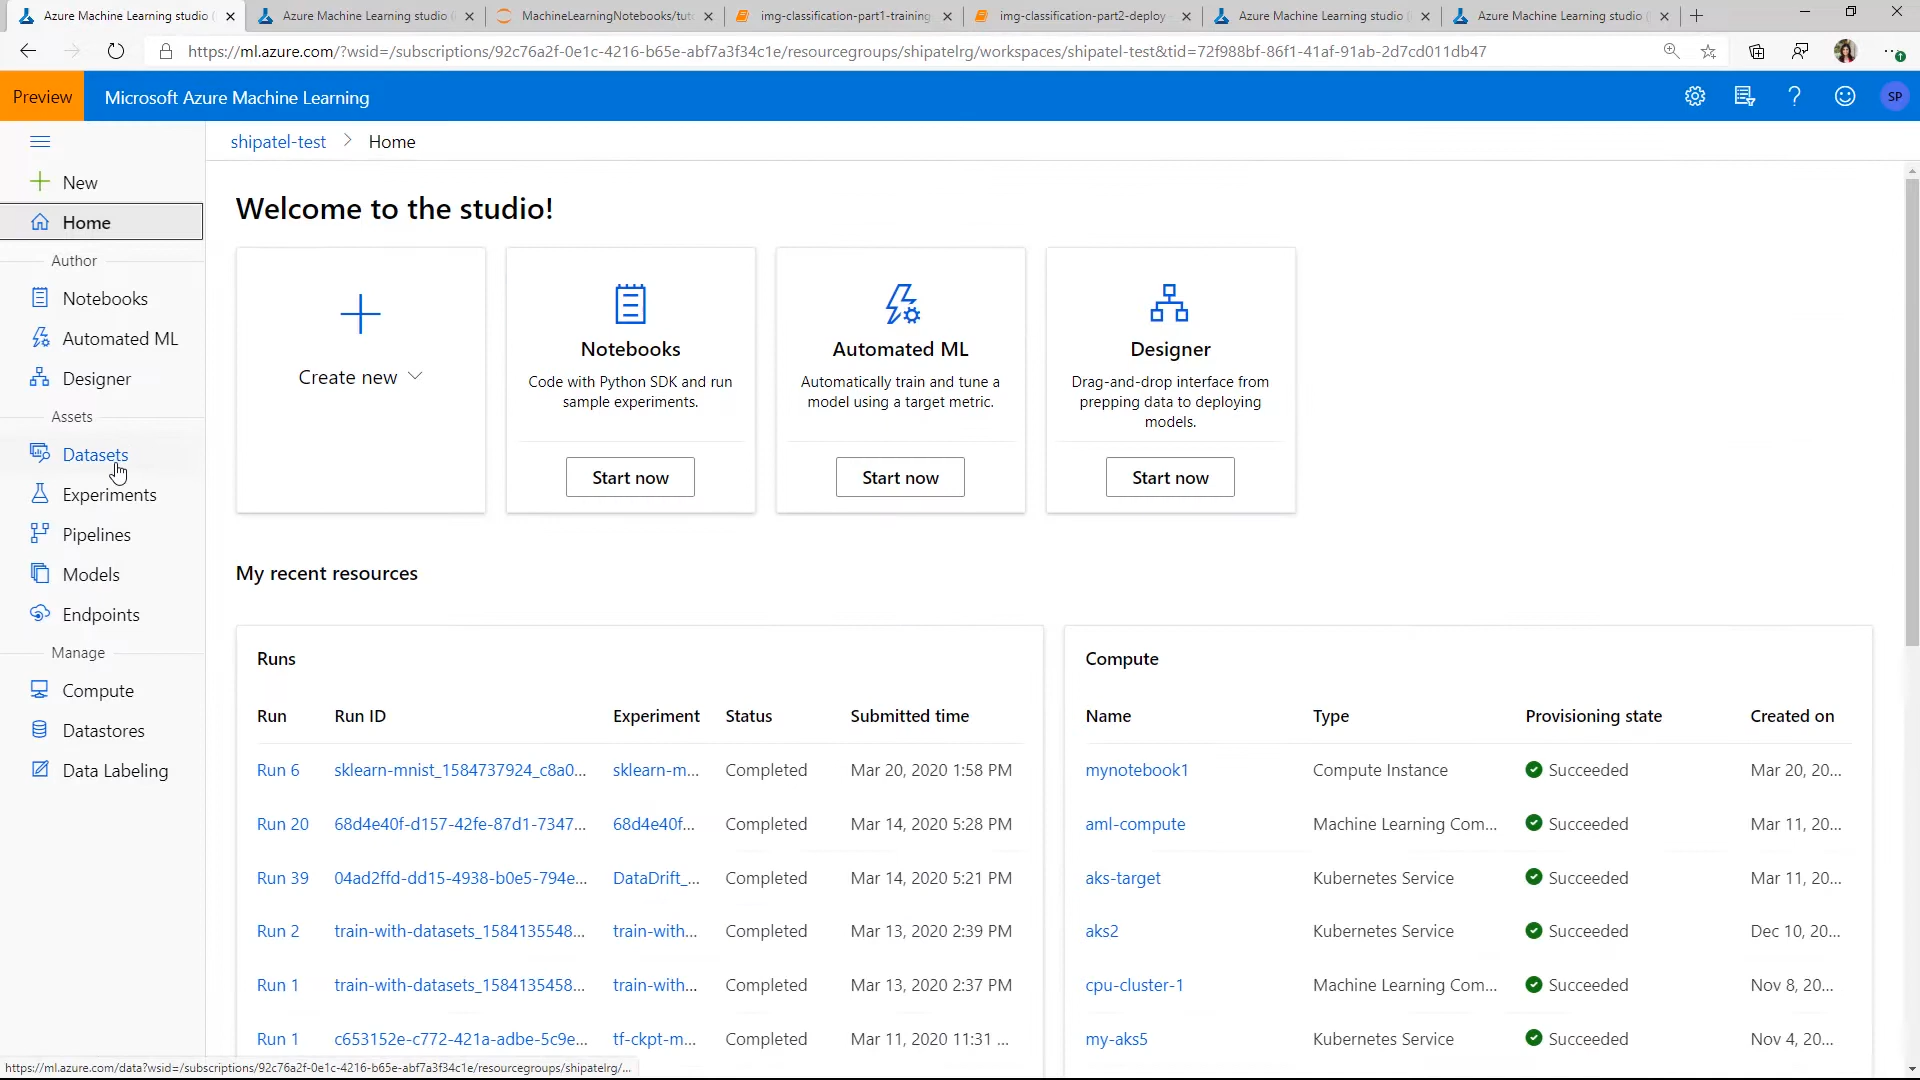 Azure Machine Learning studio (
Azure Machine Learning studio (
MachineLearningNotebooks/tuto
img-classification-part1-training
img-classification-part2-deploy
Azure Machine Learning studio (
Azure Machine Learning studio (
https://ml.azure.com/?wsid=/subscriptions/92c76a2f-0e1c-4216-b65e-abf7a3f34c1e/resourcegroups/shipatelrg/workspaces/shipatel-test&tid=72f988bf-86f1-41af-91ab-2d7cd011db47
Preview
Microsoft Azure Machine Learning
SP
shipatel-test > Home
New
Home
Author
Notebooks
Automated ML
Designer
Assets
Datasets
Experiments
Pipelines
Models
Endpoints
Manage
Compute
Datastores
Data Labeling
Welcome to the studio!
Create new
Notebooks
Code with Python SDK and run
sample experiments.
Start now
Automated ML
Automatically train and tune a
model using a target metric.
Start now
Designer
Drag-and-drop interface from
prepping data to deploying
models.
Start now
My recent resources
Runs
Run Run ID Experiment Status Submitted time
Run 6 sklearn-mnist_1584737924_c8a0... sklearn-m... Completed Mar 20, 2020 1:58 PM
Run 20 68d4e40f-d157-42fe-87d1-7347... 68d4e40f... Completed Mar 14, 2020 5:28 PM
Run 39 04ad2ffd-dd15-4938-b0e5-794e... DataDrift_... Completed Mar 14, 2020 5:21 PM
Run 2 train-with-datasets_1584135548... train-with... Completed Mar 13, 2020 2:39 PM
Run 1 train-with-datasets_1584135458... train-with... Completed Mar 13, 2020 2:37 PM
Run 1 c653152e-c772-421a-adbe-5c9e... tf-ckpt-m... Completed Mar 11, 2020 11:31 ...
Compute
Name Type Provisioning state Created on
mynotebook1 Compute Instance Succeeded Mar 20, 20...
aml-compute Machine Learning Com... Succeeded Mar 11, 20...
aks-target Kubernetes Service Succeeded Mar 11, 20...
aks2 Kubernetes Service Succeeded Dec 10, 20...
cpu-cluster-1 Machine Learning Com... Succeeded Nov 8, 20...
my-aks5 Kubernetes Service Succeeded Nov 4, 20...
https://ml.azure.com/data?wsid=/subscriptions/92c76a2f-0e1c-4216-b65e-abf7a3f34c1e/resourcegroups/shipatelrg/...